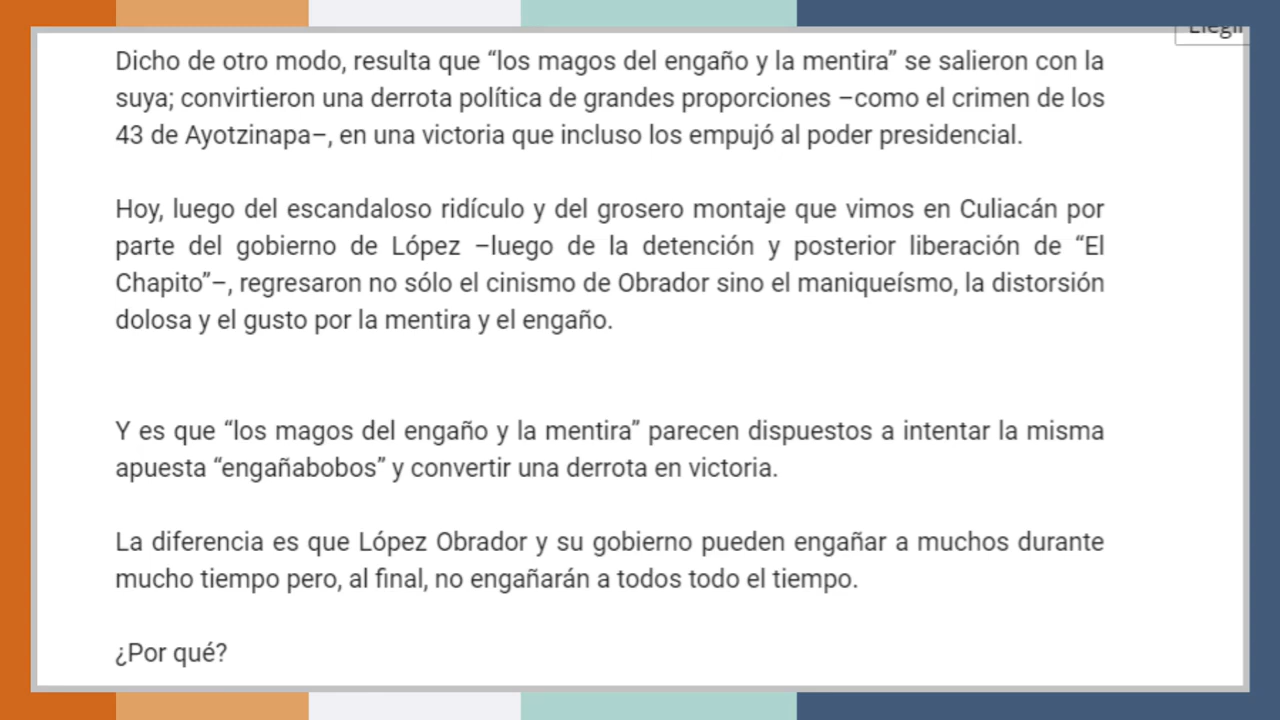 Elegir
Dicho de otro modo, resulta que “los magos del engaño y la mentira” se salieron con la
suya; convirtieron una derrota política de grandes proporciones –como el crimen de los
43 de Ayotzinapa–, en una victoria que incluso los empujó al poder presidencial.
Hoy, luego del escandaloso ridículo y del grosero montaje que vimos en Culiacán por
parte del gobierno de López –luego de la detención y posterior liberación de “El
Chapito”–, regresaron no sólo el cinismo de Obrador sino el maniqueísmo, la distorsión
dolosa y el gusto por la mentira y el engaño.
Y es que “los magos del engaño y la mentira” parecen dispuestos a intentar la misma
apuesta “engañabobos” y convertir una derrota en victoria.
La diferencia es que López Obrador y su gobierno pueden engañar a muchos durante
mucho tiempo pero, al final, no engañarán a todos todo el tiempo.
¿Por qué?